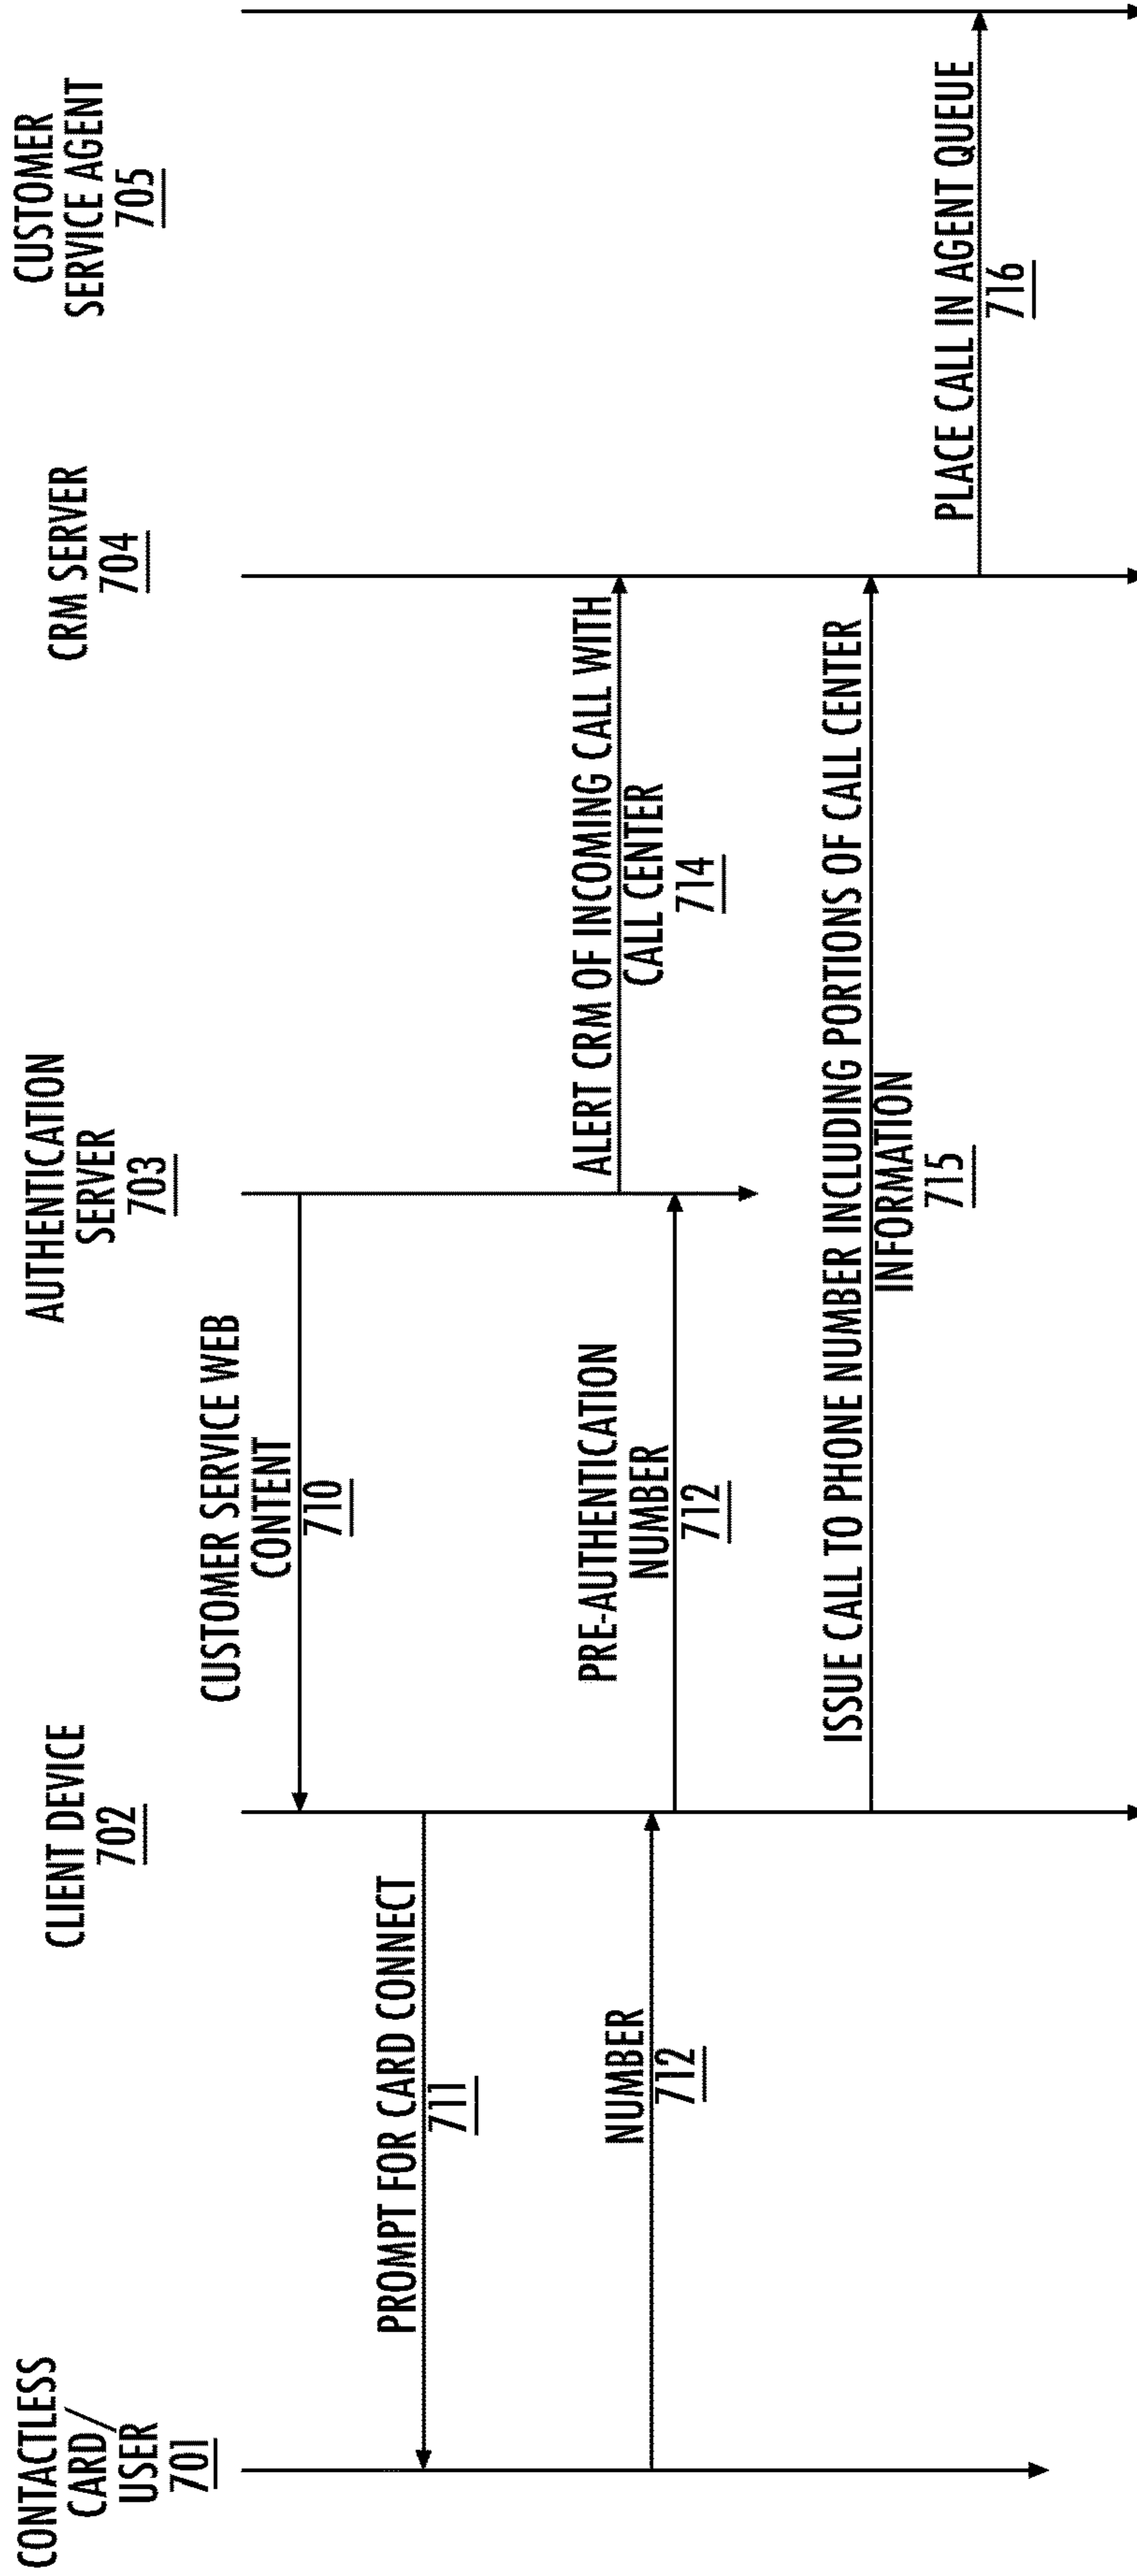 CONTACTLESS
CARD/
USER
701
CLIENT DEVICE
702
AUTHENTICATION
SERVER
703
CRM SERVER
704
CUSTOMER
SERVICE AGENT
705
CUSTOMER SERVICE WEB
CONTENT
710
PROMPT FOR CARD CONNECT
711
NUMBER
712
PRE-AUTHENTICATION
NUMBER
712
ALERT CRM OF INCOMING CALL WITH
CALL CENTER
714
ISSUE CALL TO PHONE NUMBER INCLUDING PORTIONS OF CALL CENTER
INFORMATION
715
PLACE CALL IN AGENT QUEUE
716